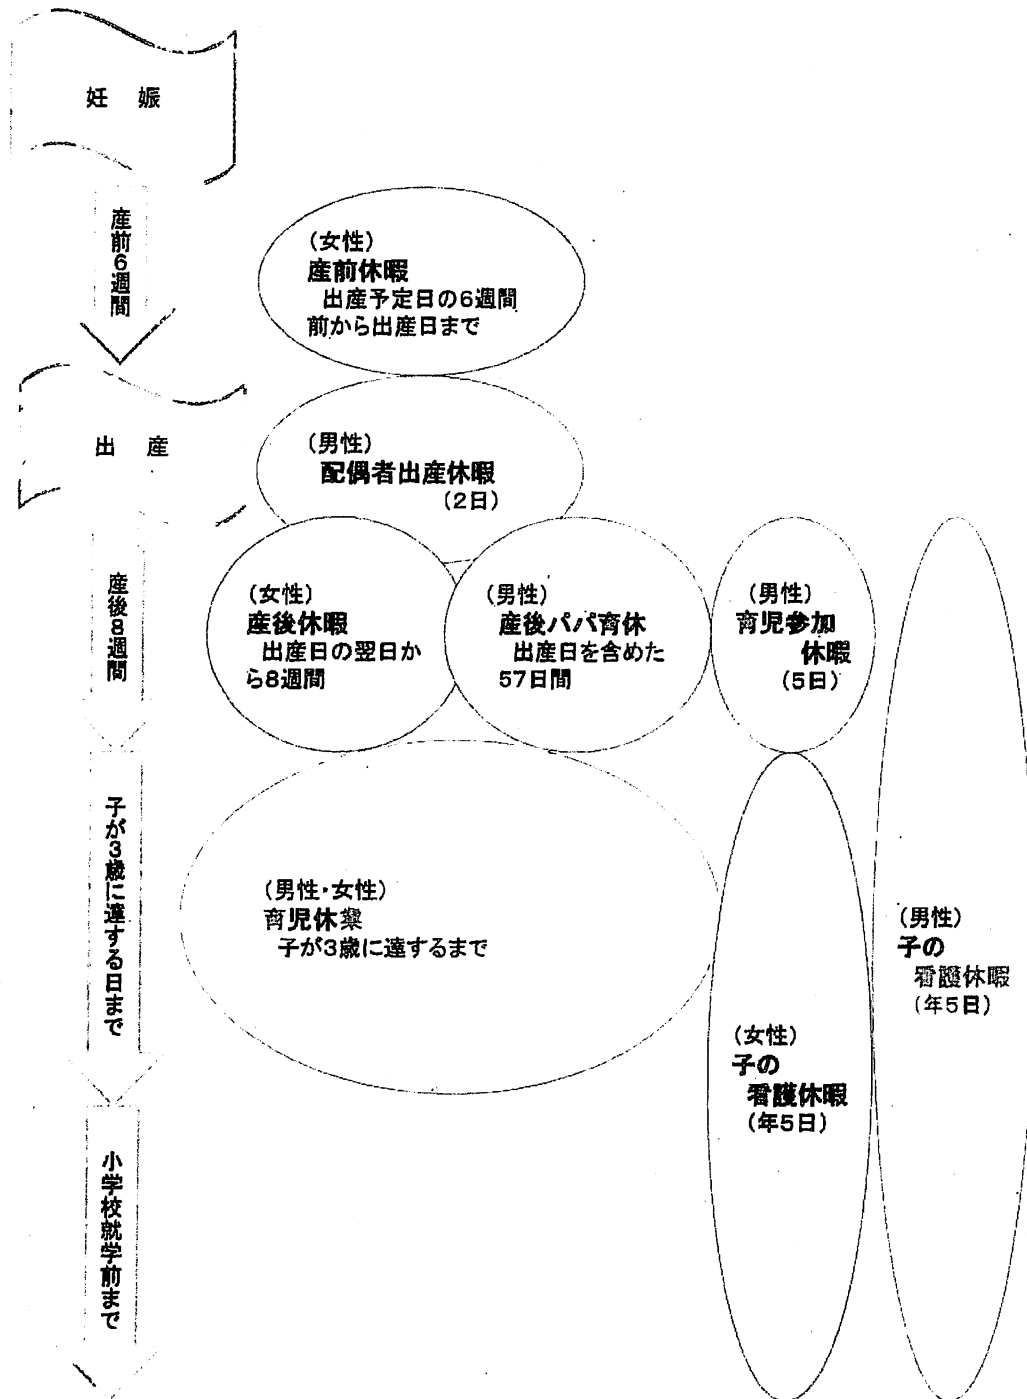 妊　娠
産前6週間
（女性）
産前休暇
出産予定日の6週間
前から出産日まで
出　産
（男性）
配偶者出産休暇
（2日）
産後8週間
（女性）
産後休暇
出産日の翌日か
ら8週間
（男性）
産後パパ育休
出産日を含めた
57日間
（男性）
育児参加
休暇
（5日）
子が3歳に達する日まで
（男性・女性）
育児休業
子が3歳に達するまで
（女性）
子の
看護休暇
（年5日）
（男性）
子の
看護休暇
（年5日）
小学校就学前まで